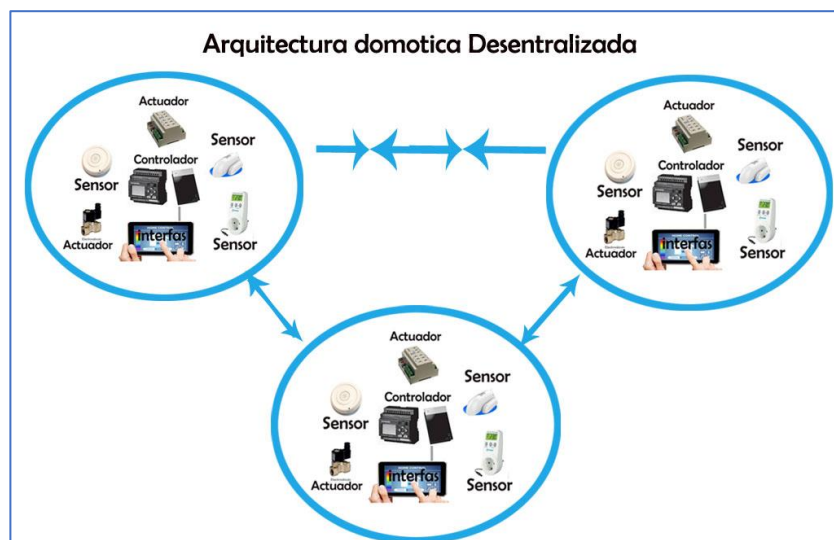 Arquitectura domotica Desentralizada
Actuador
Sensor
Controlador
Sensor
Actuador
interfas
Sensor
Actuador
Sensor
Controlador
Sensor
Actuador
interfas
Sensor
Actuador
Sensor
Controlador
Sensor
Actuador
interfas
Sensor